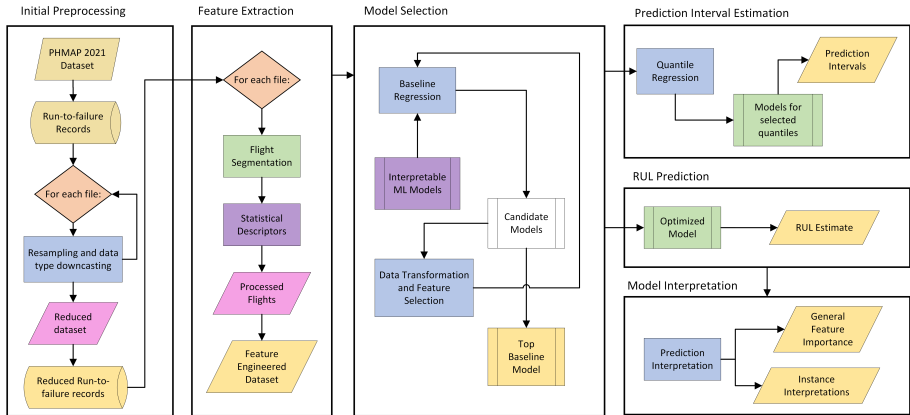 Initial Preprocessing
PHMAP 2021
Dataset
Run-to-failure
Records
For each file:
Resampling and data
type downcasting
Reduced
dataset
Reduced Run-to-
failure records
Feature Extraction
For each file:
Flight
Segmentation
Statistical
Descriptors
Processed
Flights
Feature
Engineered
Dataset
Model Selection
Baseline
Regression
Interpretable
ML Models
Candidate
Models
Data Transformation
and Feature
Selection
Top
Baseline
Model
Prediction Interval Estimation
Quantile
Regression
Prediction
Intervals
Models for
selected
quantiles
RUL Prediction
Optimized
Model
RUL Estimate
Model Interpretation
Prediction
Interpretation
General
Feature
Importance
Instance
Interpretations